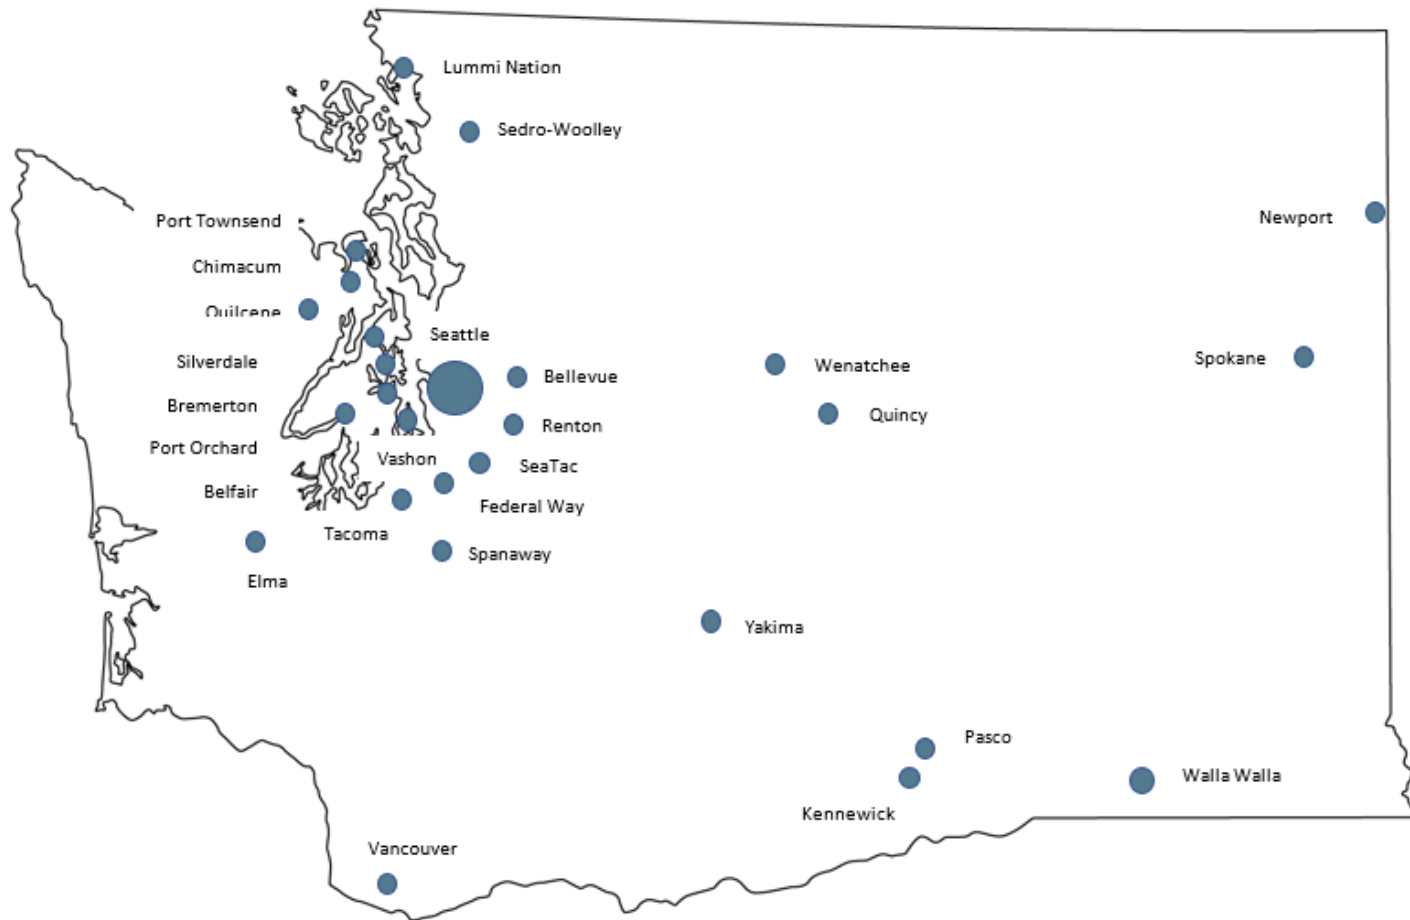 Lummi Nation
Sedro-Woolley
Port Townsend
Newport
Chimacum
Quilcene
Seattle
Silverdale
Wenatchee
Spokane
Bellevue
Bremerton
Quincy
Renton
Port Orchard
Vashon
SeaTac
Belfair
Federal Way
Tacoma
Spanaway
Elma
Yakima
Pasco
Walla Walla
Kennewick
Vancouver